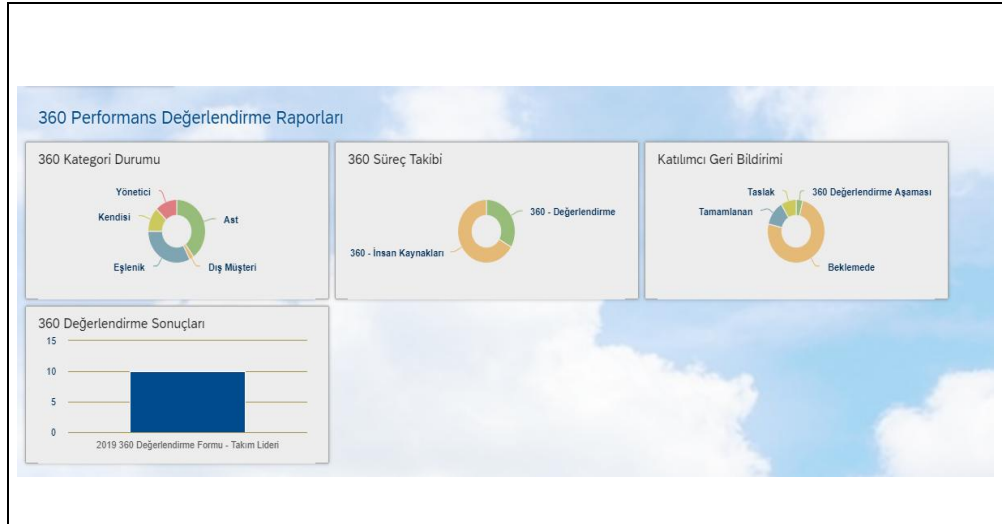 360 Performans Değerlendirme Raporları
360 Kategori Durumu
Yönetici
Kendisi
Ast
Eşlenik
Dış Müşteri
360 Süreç Takibi
360 - Değerlendirme
360 - İnsan Kaynakları
Katılımcı Geri Bildirimi
Taslak
360 Değerlendirme Aşaması
Tamamlanan
Beklemede
360 Değerlendirme Sonuçları
15
10
5
0
2019 360 Değerlendirme Formu - Takım Lideri